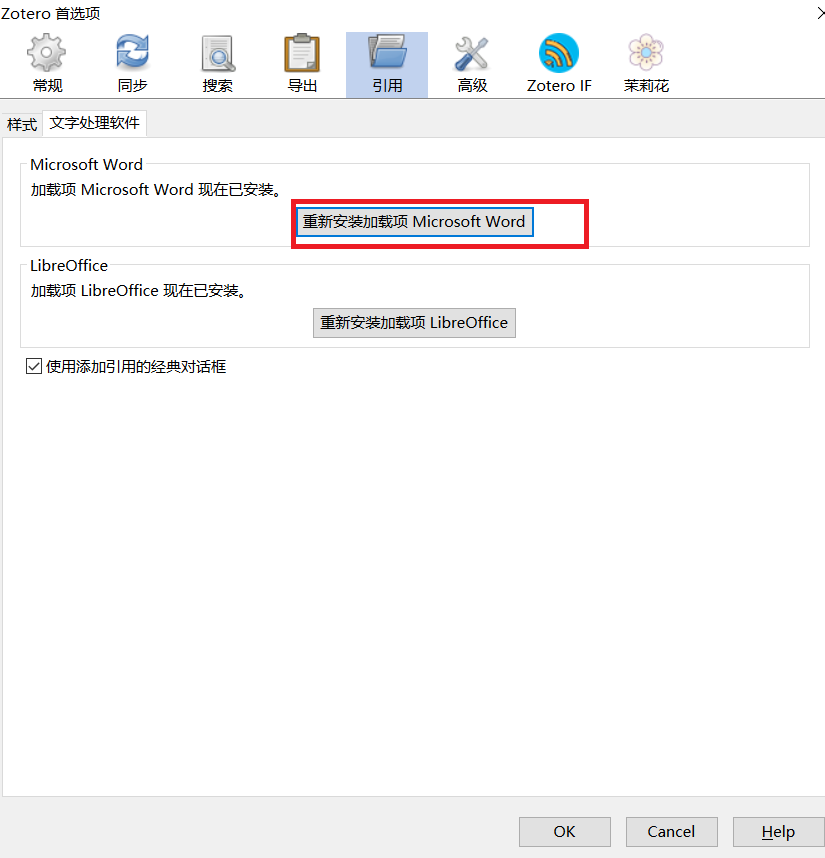 Zotero 首选项
常规 同步 搜索 导出 引用 高级 Zotero IF 茉莉花
样式 文字处理软件
Microsoft Word
加载项 Microsoft Word 现在已安装。
重新安装加载项 Microsoft Word
LibreOffice
加载项 LibreOffice 现在已安装。
重新安装加载项 LibreOffice
使用添加引用的经典对话框
OK Cancel Help